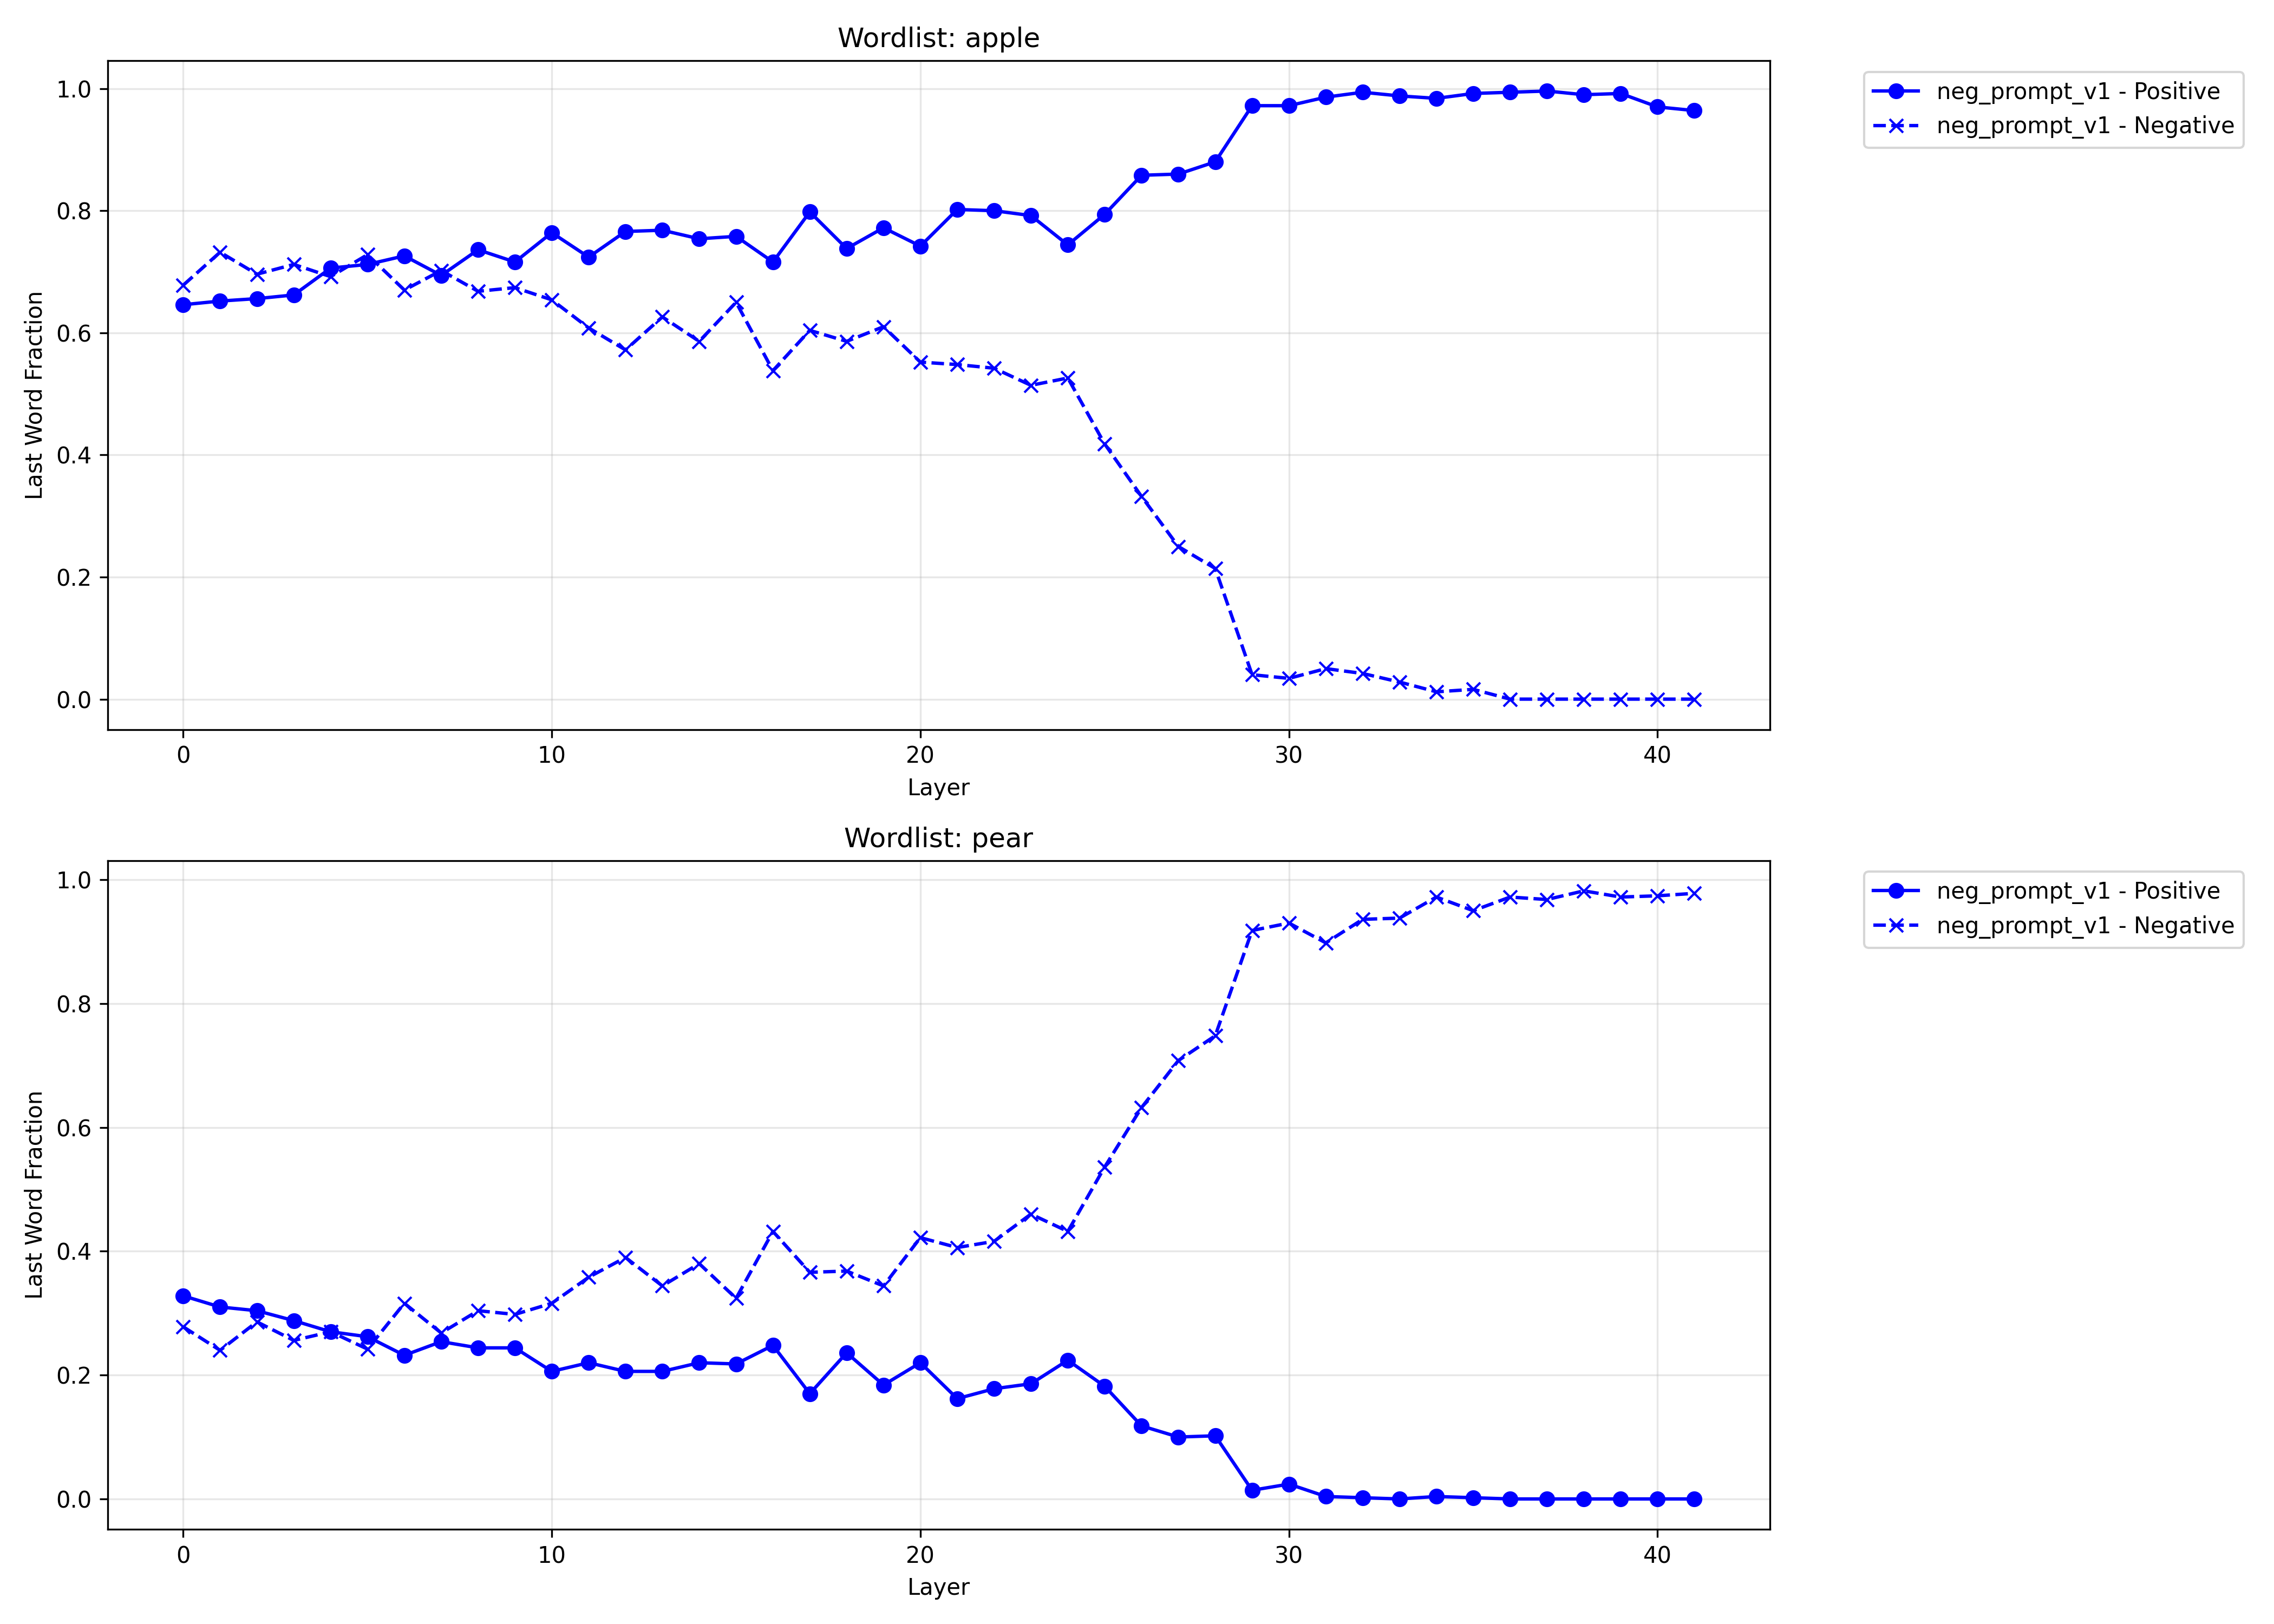 Wordlist: apple
1.0
0.8
0.6
0.4
0.2
0.0
Last Word Fraction
0 10 20 30 40
Layer
neg_prompt_v1 - Positive
neg_prompt_v1 - Negative
Wordlist: pear
1.0
0.8
0.6
0.4
0.2
0.0
Last Word Fraction
0 10 20 30 40
Layer
neg_prompt_v1 - Positive
neg_prompt_v1 - Negative